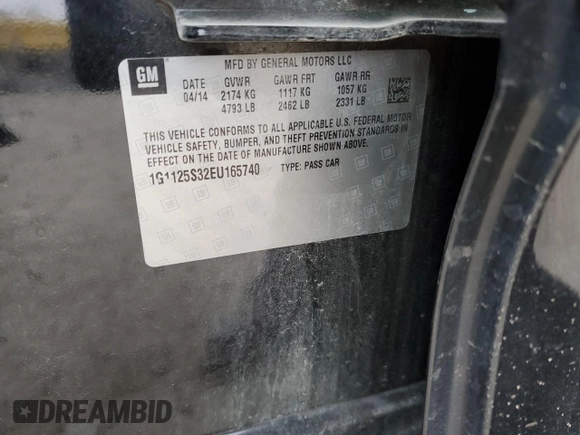 GM
MFD BY GENERAL MOTORS LLC
DATE GVWR GAWR FRT GAWR RR
04/14 2174 KG 1117 KG 1057 KG
4793 LB 2462 LB 2331 LB
THIS VEHICLE CONFORMS TO ALL APPLICABLE U.S. FEDERAL MOTOR
VEHICLE SAFETY, BUMPER, AND THEFT PREVENTION STANDARDS IN
EFFECT ON THE DATE OF MANUFACTURE SHOWN ABOVE.
1G1125S32EU165740 TYPE: PASS CAR
DREAMBID